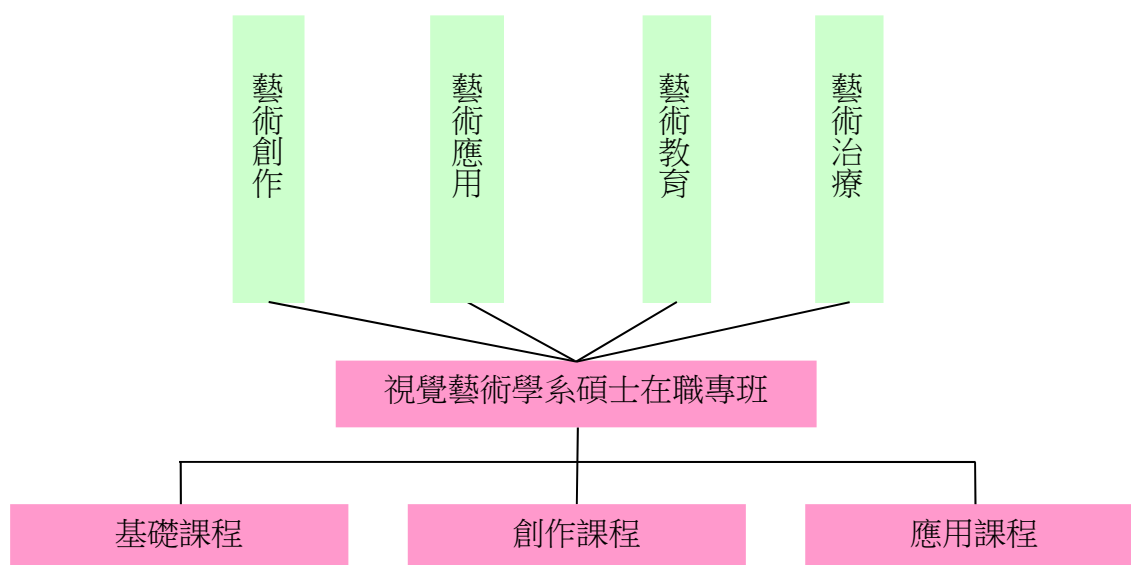 藝術創作
藝術應用
藝術教育
藝術治療
視覺藝術學系碩士在職專班
基礎課程
創作課程
應用課程